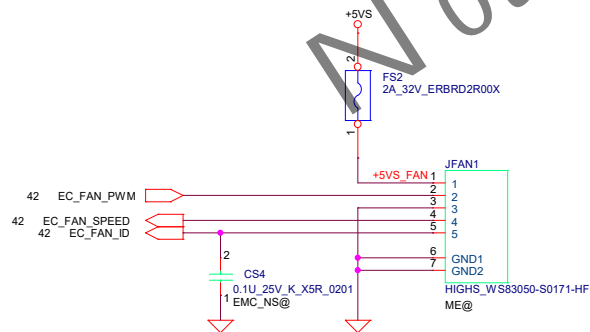 +5VS
2
FS2
2A_32V_ERBRD2R00X
1
JFAN1
+5VS_FAN 1 1
42 EC_FAN_PWM 2 2
3 3
42 EC_FAN_SPEED 4 4
42 EC_FAN_ID 5 5
2
6 GND1
7 GND2
CS4
0.1U_25V_K_X5R_0201
1
EMC_NS@
HIGHS_WS83050-S0171-HF
ME@